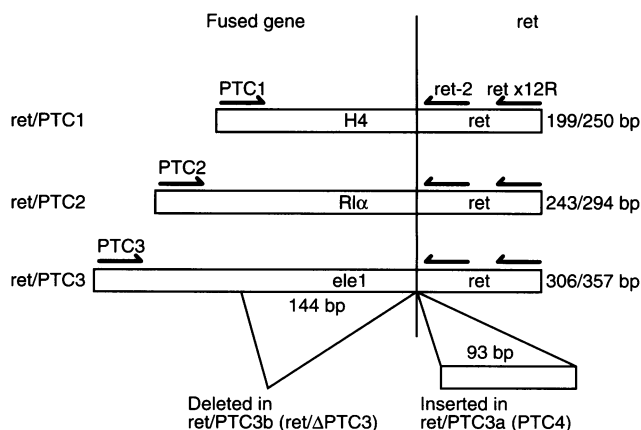 Fused gene ret
PTC1 ret-2 ret x12R
ret/PTC1 H4 ret 199/250 bp
PTC2
ret/PTC2 RIα ret 243/294 bp
PTC3
ret/PTC3 ele1 ret 306/357 bp
144 bp
93 bp
Deleted in Inserted in
ret/PTC3b (ret/ΔPTC3) ret/PTC3a (PTC4)